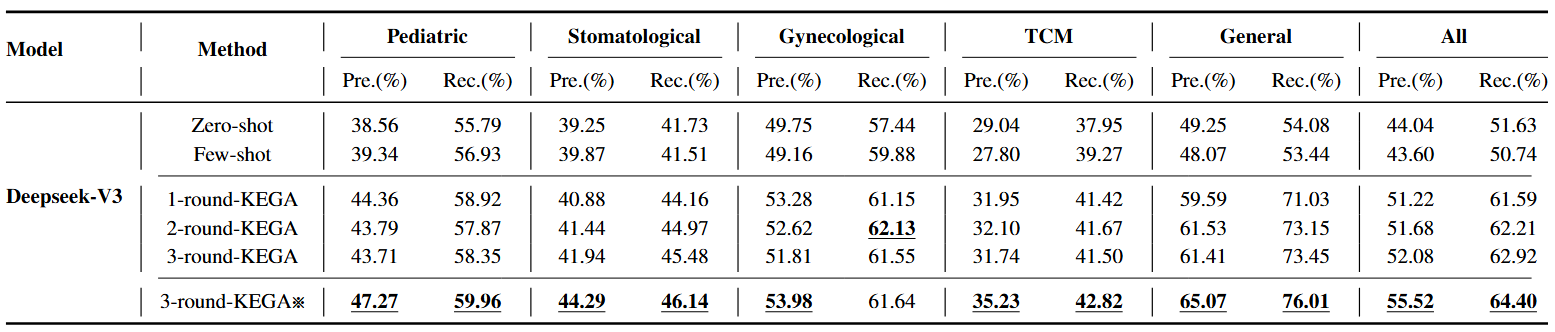 Model Method Pediatric Stomatological Gynecological TCM General All
Pre.(%) Rec.(%) Pre.(%) Rec.(%) Pre.(%) Rec.(%) Pre.(%) Rec.(%) Pre.(%) Rec.(%) Pre.(%) Rec.(%)
Zero-shot 38.56 55.79 39.25 41.73 49.75 57.44 29.04 37.95 49.25 54.08 44.04 51.63
Few-shot 39.34 56.93 39.87 41.51 49.16 59.88 27.80 39.27 48.07 53.44 43.60 50.74
Deepseek-V3 1-round-KEGA 44.36 58.92 40.88 44.16 53.28 61.15 31.95 41.42 59.59 71.03 51.22 61.59
2-round-KEGA 43.79 57.87 41.44 44.97 52.62 62.13 32.10 41.67 61.53 73.15 51.68 62.21
3-round-KEGA 43.71 58.35 41.94 45.48 51.81 61.55 31.74 41.50 61.41 73.45 52.08 62.92
3-round-KEGA※ 47.27 59.96 44.29 46.14 53.98 61.64 35.23 42.82 65.07 76.01 55.52 64.40